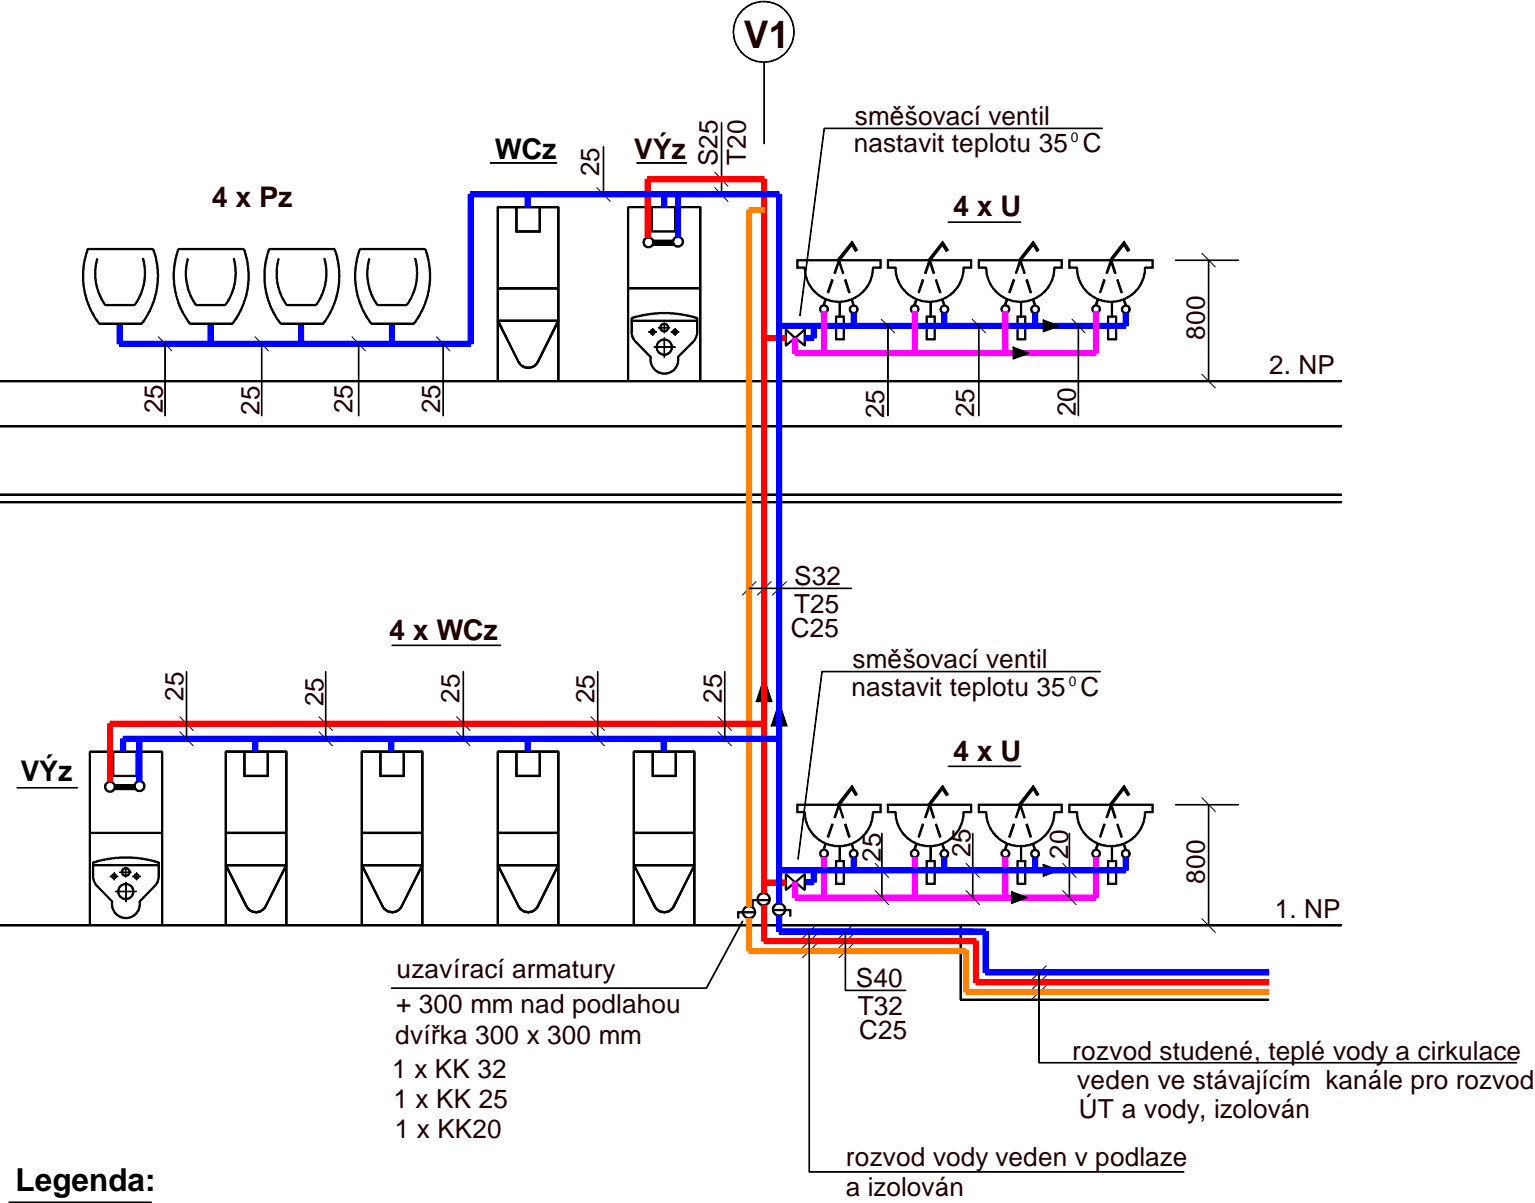 V1
směšovací ventil
nastavit teplotu 35⁰C
WCz
25
VÝz
S25
T20
4 x Pz
4 x U
800
2. NP
25
25
25
25
25
25
20
S32
T25
C25
4 x WCz
směšovací ventil
nastavit teplotu 35⁰C
25
25
25
25
25
VÝz
4 x U
25
25
20
800
1. NP
uzavírací armatury
+ 300 mm nad podlahou
dvířka 300 x 300 mm
1 x KK 32
1 x KK 25
1 x KK20
S40
T32
C25
rozvod studené, teplé vody a cirkulace
veden ve stávajícím kanále pro rozvod
ÚT a vody, izolován
rozvod vody veden v podlaze
a izolován
Legenda: